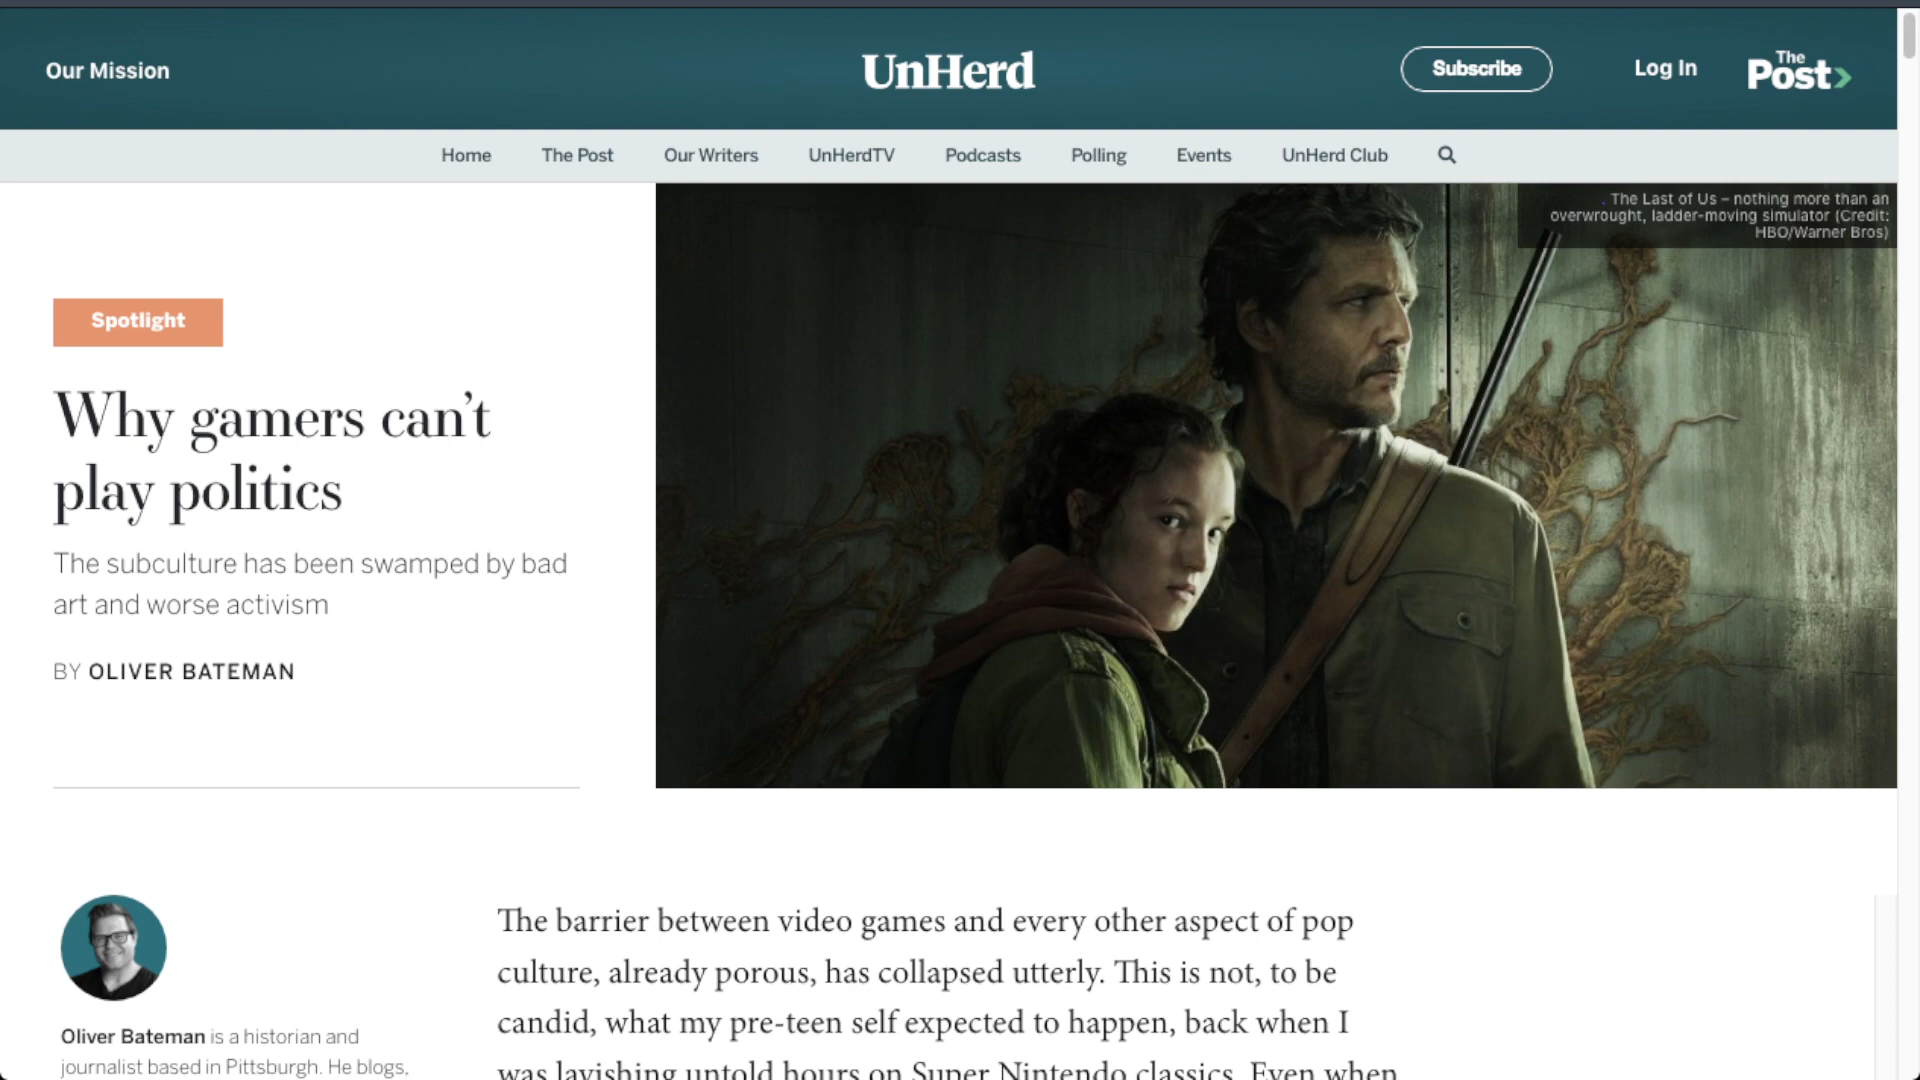 Our Mission
UnHerd
Subscribe
Log In
The
Post
Home
The Post
Our Writers
UnHerdTV
Podcasts
Polling
Events
UnHerd Club
. The Last of Us – nothing more than an
overwrought, ladder-moving simulator (Credit:
HBO/Warner Bros)
Spotlight
Why gamers can’t
play politics
The subculture has been swamped by bad
art and worse activism
BY OLIVER BATEMAN
Oliver Bateman is a historian and
journalist based in Pittsburgh. He blogs,
The barrier between video games and every other aspect of pop
culture, already porous, has collapsed utterly. This is not, to be
candid, what my pre-teen self expected to happen, back when I
was lavishing untold hours on Super Nintendo classics. Even when